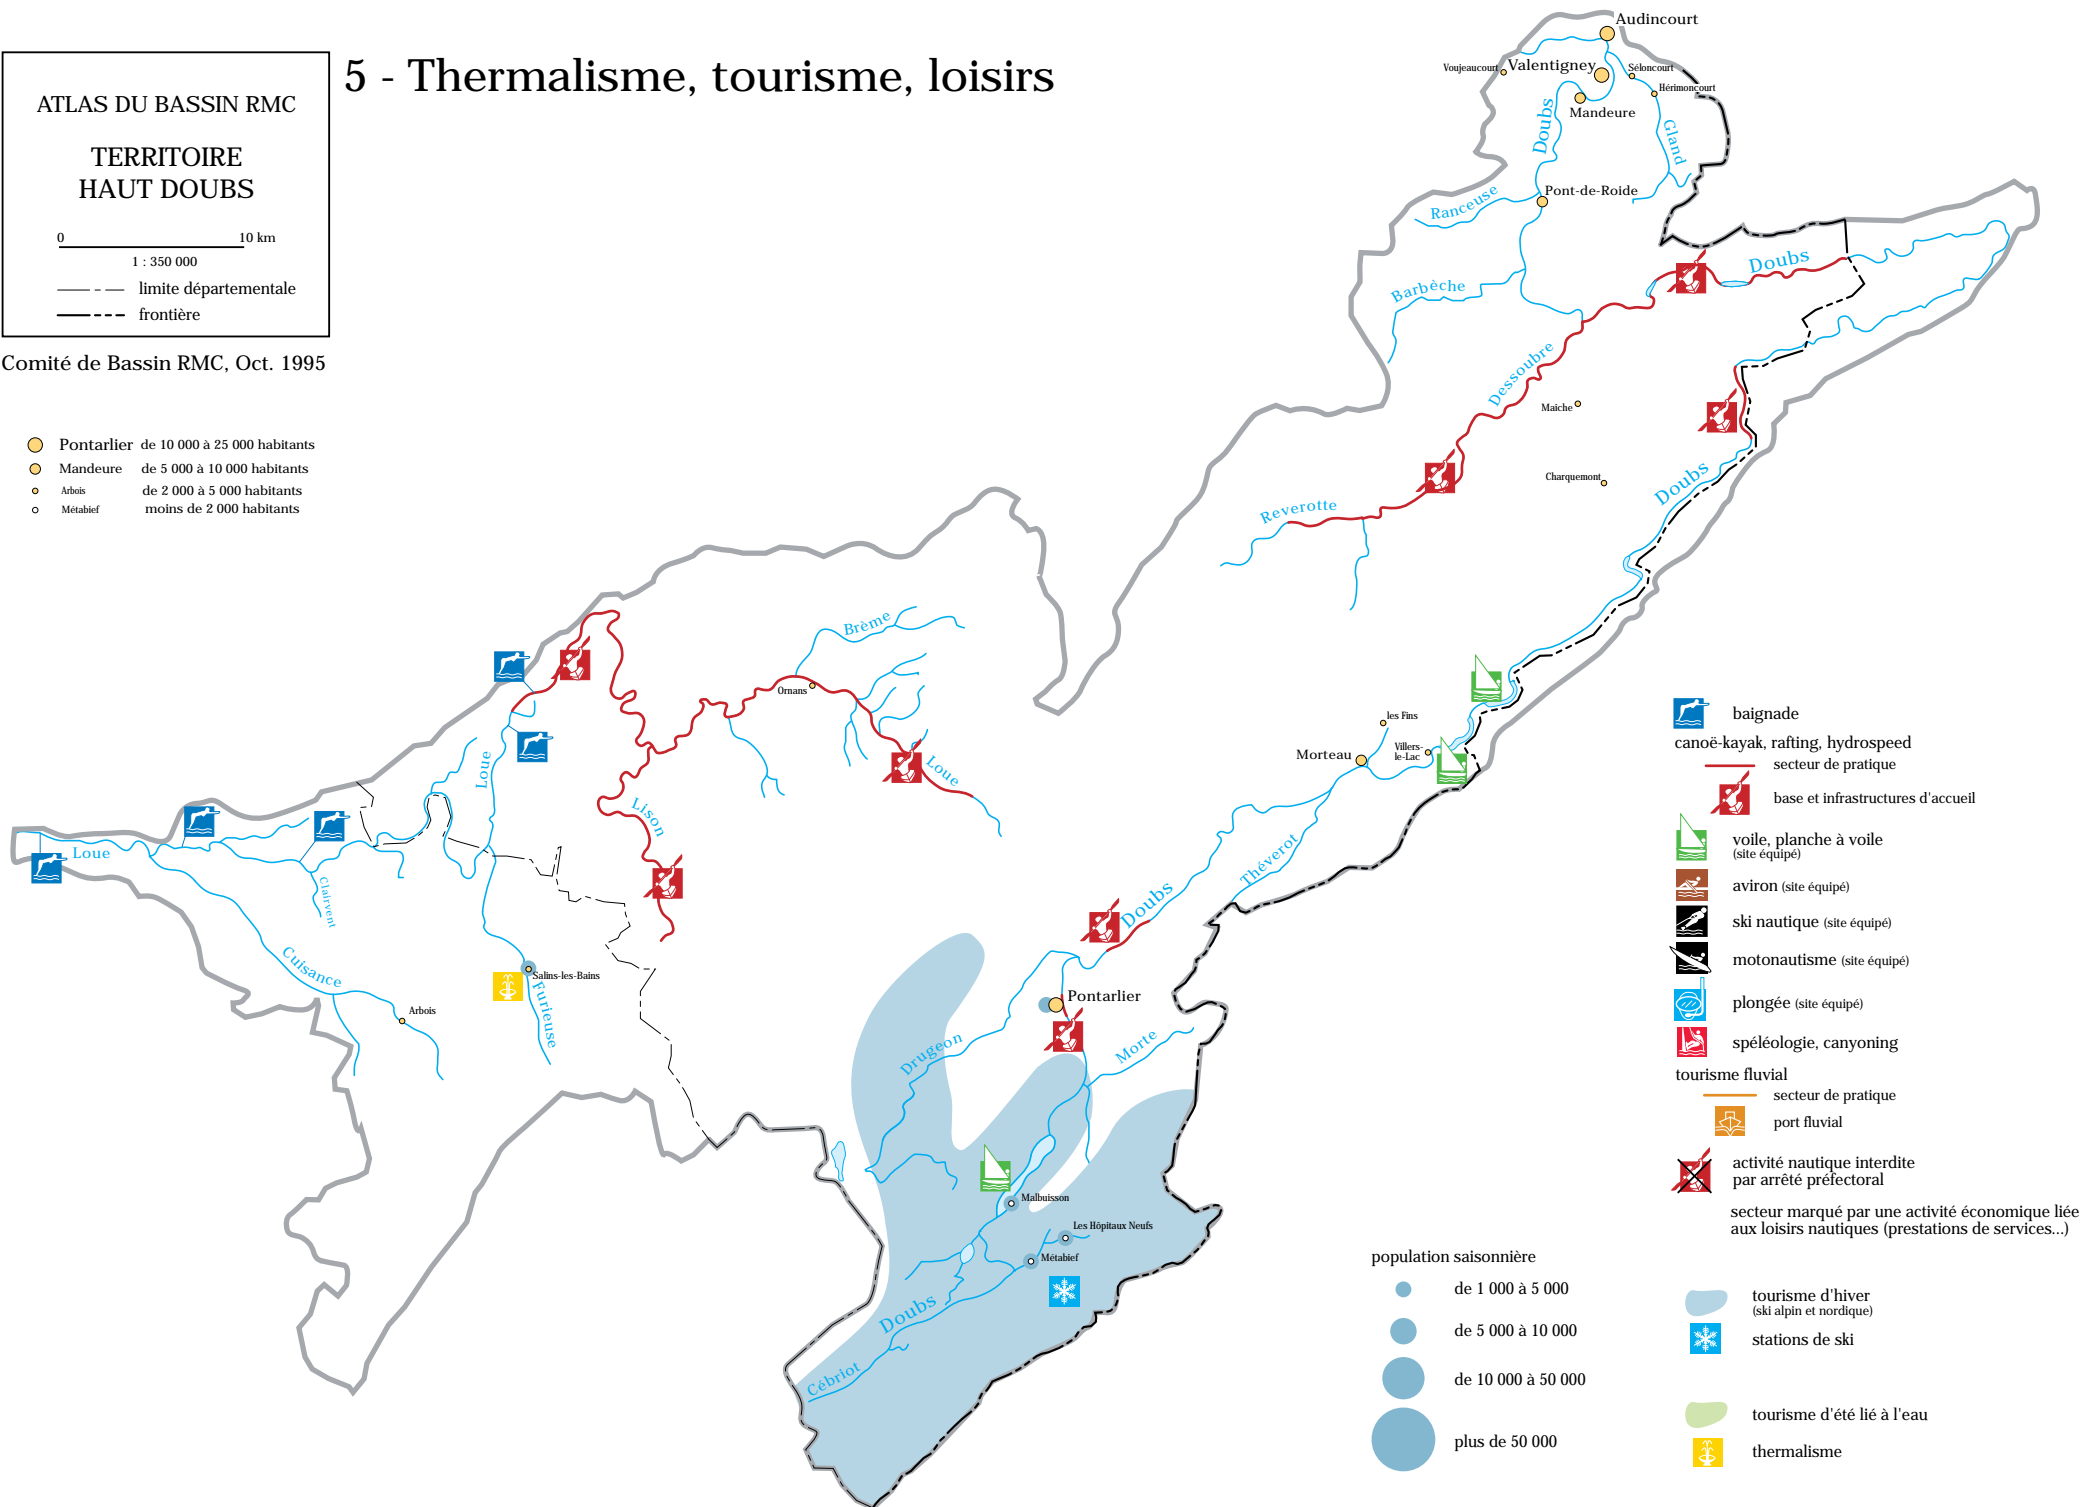 5 - Thermalisme, tourisme, loisirs
ATLAS DU BASSIN RMC
TERRITOIRE
HAUT DOUBS
0 10 km
1 : 350 000
limite départementale
frontière
Comité de Bassin RMC, Oct. 1995
Pontarlier de 10 000 à 25 000 habitants
Mandeure de 5 000 à 10 000 habitants
Arbois de 2 000 à 5 000 habitants
Métabief moins de 2 000 habitants
Audincourt
Voujeaucourt
Valentigney
Séloncourt
Hérimoncourt
Mandeure
Doubs
Gland
Pont-de-Roide
Ranceuse
Barbèche
Doubs
Dessoubre
Maiche
Charquemont
Doubs
Reverotte
Brème
Ornans
Loue
Loue
Lison
les Fins
Morteau
Villers-
le-Lac
Théverot
Doubs
Loue
Clairvent
Cuisance
Arbois
Salins-les-Bains
Furieuse
Pontarlier
Drugeon
Morte
Malbuisson
Les Hôpitaux Neufs
Métabief
Doubs
Cébriot
baignade
canoë-kayak, rafting, hydrospeed
secteur de pratique
base et infrastructures d'accueil
voile, planche à voile
(site équipé)
aviron (site équipé)
ski nautique (site équipé)
motonautisme (site équipé)
plongée (site équipé)
spéléologie, canyoning
tourisme fluvial
secteur de pratique
port fluvial
activité nautique interdite
par arrêté préfectoral
secteur marqué par une activité économique liée
aux loisirs nautiques (prestations de services...)
population saisonnière
de 1 000 à 5 000
de 5 000 à 10 000
de 10 000 à 50 000
plus de 50 000
tourisme d'hiver
(ski alpin et nordique)
stations de ski
tourisme d'été lié à l'eau
thermalisme